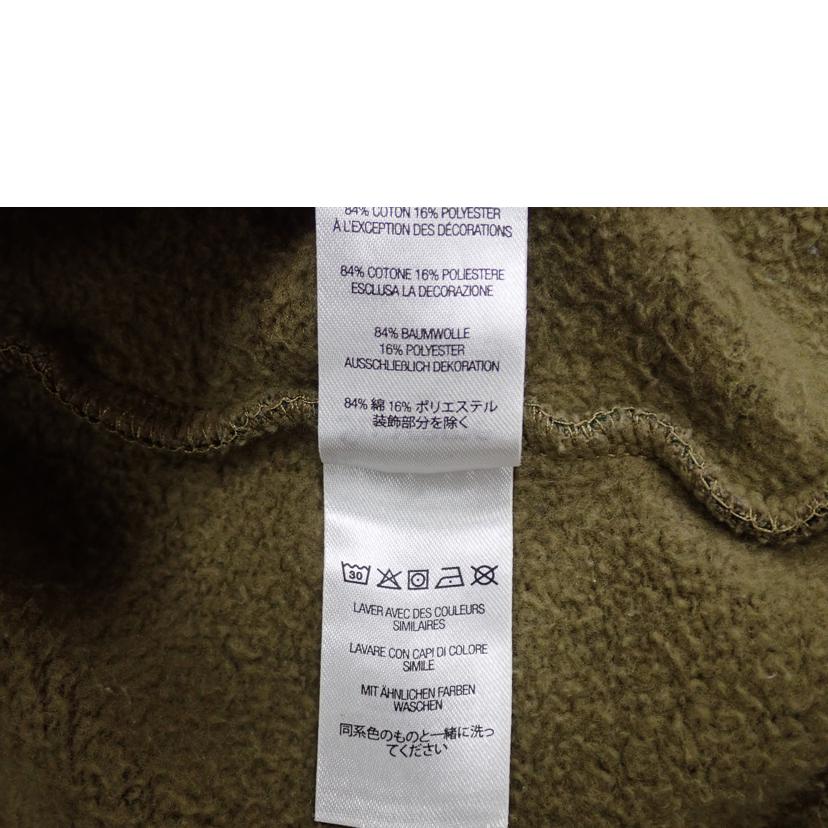 84% COTON 16% POLYESTER
À L'EXCEPTION DES DÉCORATIONS
84% COTONE 16% POLIESTERE
ESCLUSA LA DECORAZIONE
84% BAUMWOLLE
16% POLYESTER
AUSSCHLIEBLICH DEKORATION
84% 綿 16% ポリエステル
装飾部分を除く
30
LAVER AVEC DES COULEURS
SIMILAIRES
LAVARE CON CAPI DI COLORE
SIMILE
MIT ÄHNLICHEN FARBEN
WASCHEN
同系色のものと一緒に洗っ
てください